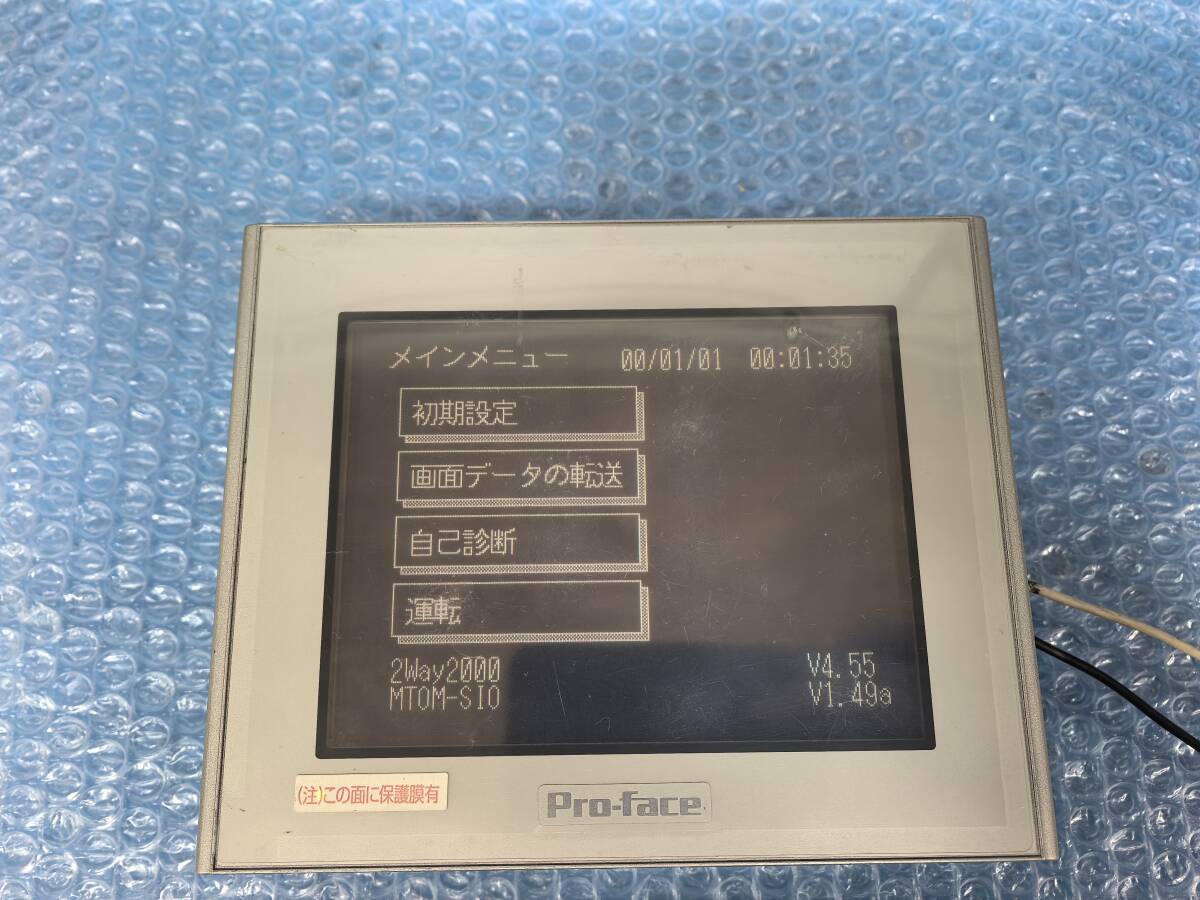 メインメニュー 00/01/01 00:01:35
初期設定
画面データの転送
自己診断
運転
2Way2000 V4.55
MTOM-SIO V1.49a
(注)この面に保護膜有
Pro-face